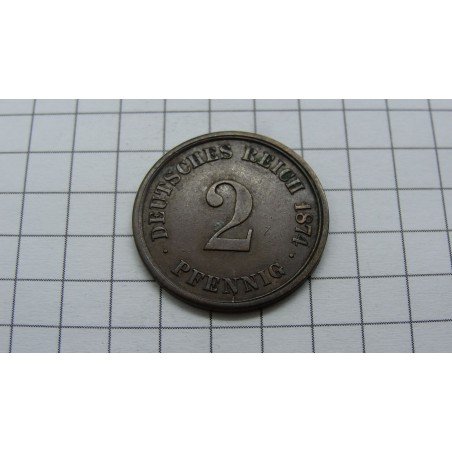 DEUTSCHES REICH 1874
2
· PFENNIG ·